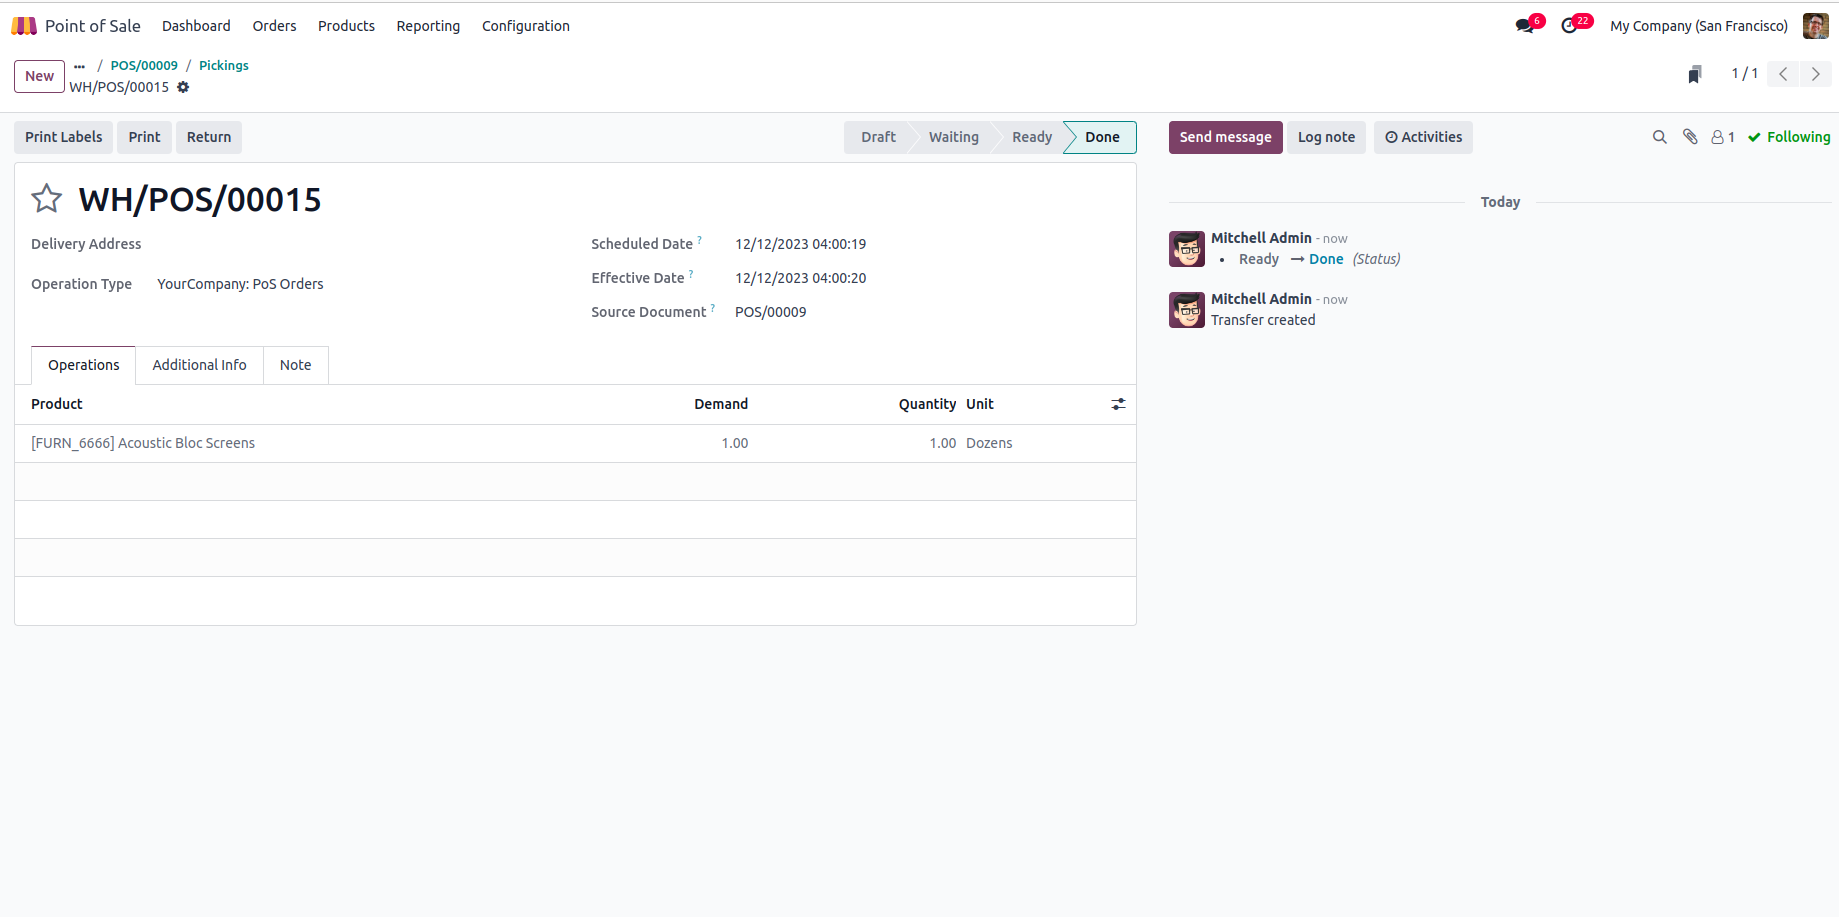 Point of Sale Dashboard Orders Products Reporting Configuration 6 22 My Company (San Francisco)
New ... / POS/00009 / Pickings
WH/POS/00015 1 / 1
Print Labels Print Return Draft Waiting Ready Done Send message Log note Activities 1 Following
WH/POS/00015
Delivery Address
Operation Type YourCompany: PoS Orders
Scheduled Date ? 12/12/2023 04:00:19
Effective Date ? 12/12/2023 04:00:20
Source Document ? POS/00009
Operations Additional Info Note
Product Demand Quantity Unit
[FURN_6666] Acoustic Bloc Screens 1.00 1.00 Dozens
Today
Mitchell Admin - now
• Ready → Done (Status)
Mitchell Admin - now
Transfer created